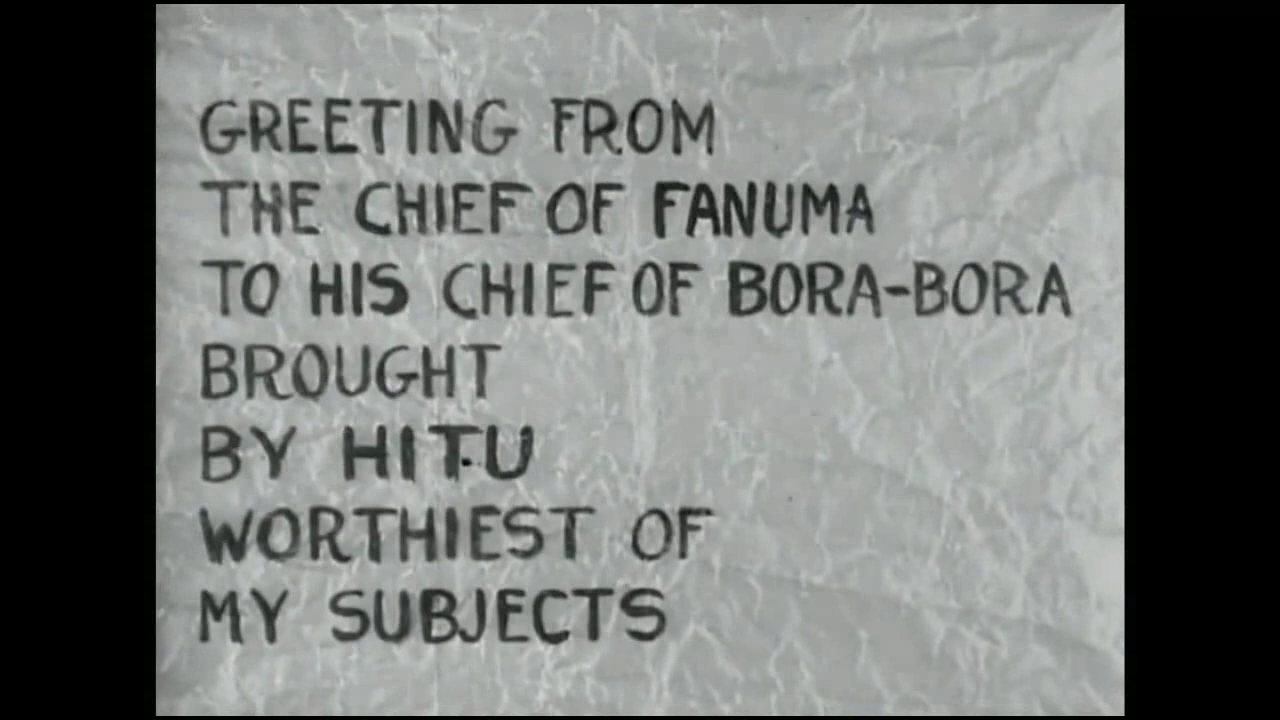 GREETING FROM
THE CHIEF OF FANUMA
TO HIS CHIEF OF BORA-BORA
BROUGHT
BY HITU
WORTHIEST OF
MY SUBJECTS